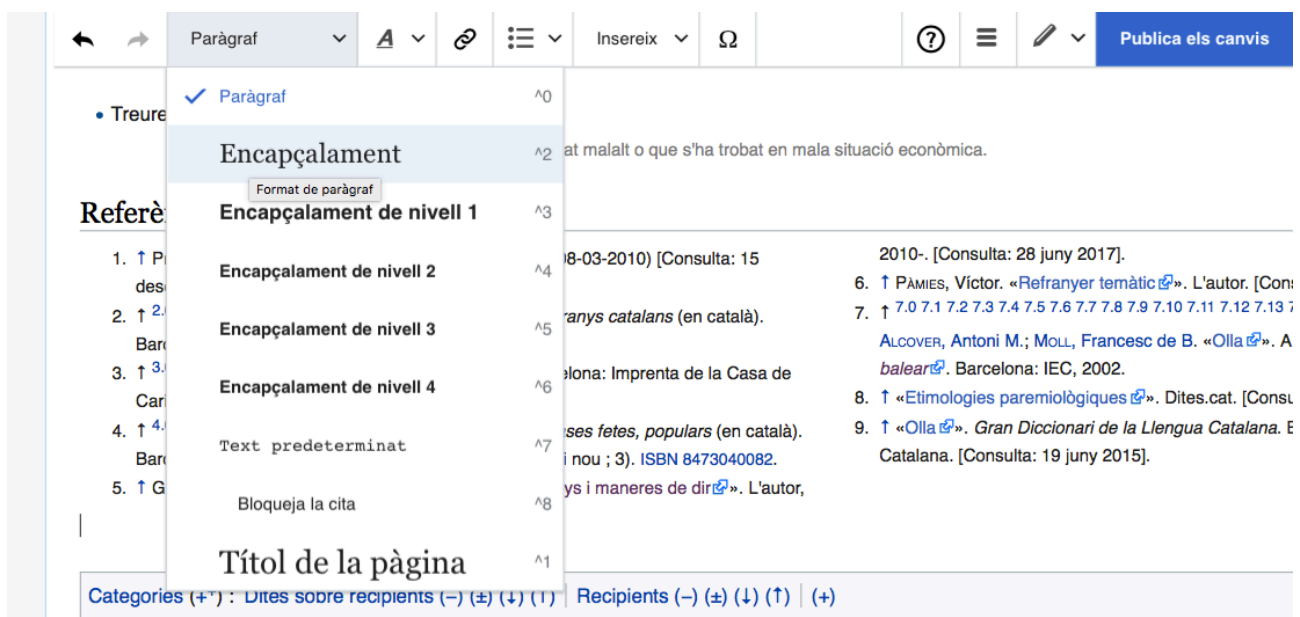 Paràgraf A Insereix Ω Publica els canvis
Paràgraf ^0
Treure
Encapçalament ^2
at malalt o que s'ha trobat en mala situació econòmica.
Format de paràgraf
Referè
Encapçalament de nivell 1 ^3
Encapçalament de nivell 2 ^4
Encapçalament de nivell 3 ^5
Encapçalament de nivell 4 ^6
Text predeterminat ^7
Bloqueja la cita ^8
Títol de la pàgina ^1
1. ↑
08-03-2010) [Consulta: 15
2. ↑
ranys catalans (en català).
3. ↑
Barcelona: Imprenta de la Casa de
4. ↑
ses fetes, populars (en català).
i nou ; 3). ISBN 8473040082.
5. ↑ G
ys i maneres de dir». L'autor,
2010-. [Consulta: 28 juny 2017].
6. ↑ PÀMIES, Víctor. «Refranyer temàtic». L'autor. [Cons
7. ↑ 7.0 7.1 7.2 7.3 7.4 7.5 7.6 7.7 7.8 7.9 7.10 7.11 7.12 7.13
ALCOVER, Antoni M.; MOLL, Francesc de B. «Olla». A
balear. Barcelona: IEC, 2002.
8. ↑ «Etimologies paremiològiques». Dites.cat. [Consu
9. ↑ «Olla». Gran Diccionari de la Llengua Catalana. E
Catalana. [Consulta: 19 juny 2015].
Categories (+⁺) : Dites sobre recipients (−) (±) (↓) (↑) | Recipients (−) (±) (↓) (↑) | (+)